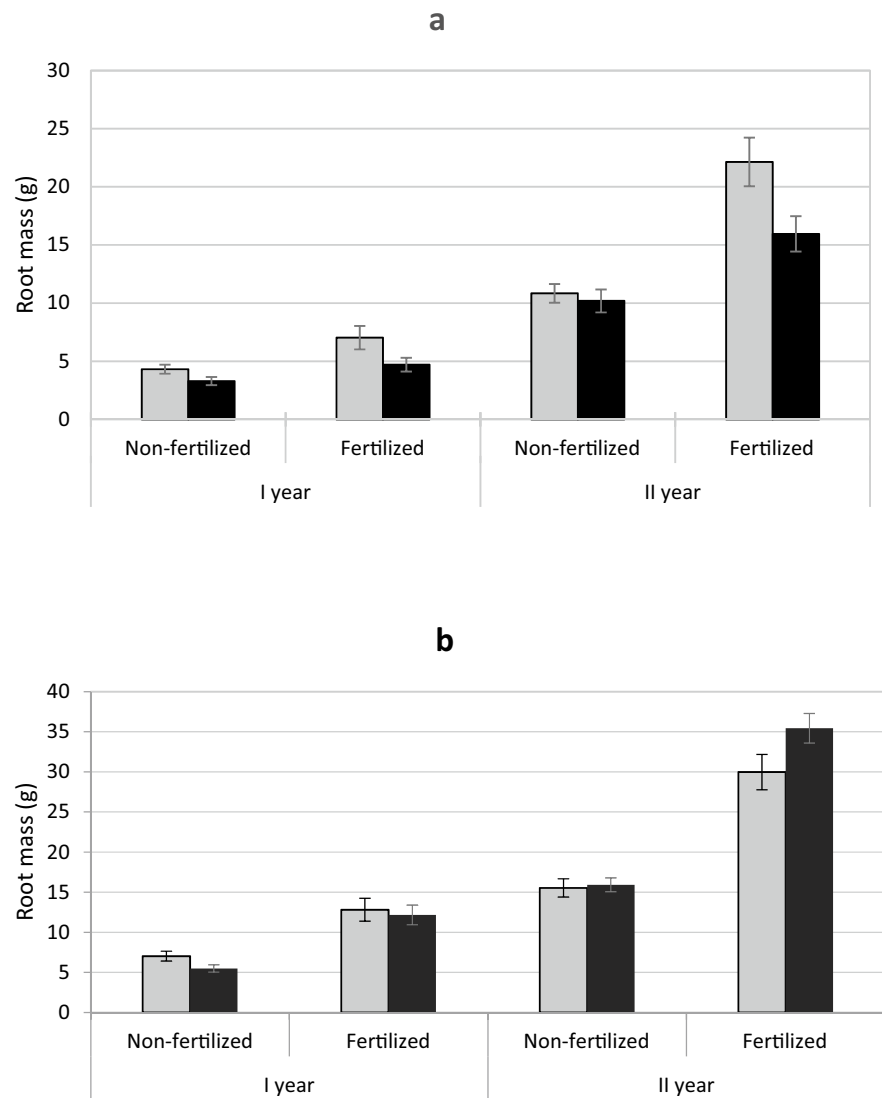 a
30
25
20
15
10
5
0
Root mass (g)
Non-fertilized Fertilized Non-fertilized Fertilized
I year II year
b
40
35
30
25
20
15
10
5
0
Root mass (g)
Non-fertilized Fertilized Non-fertilized Fertilized
I year II year